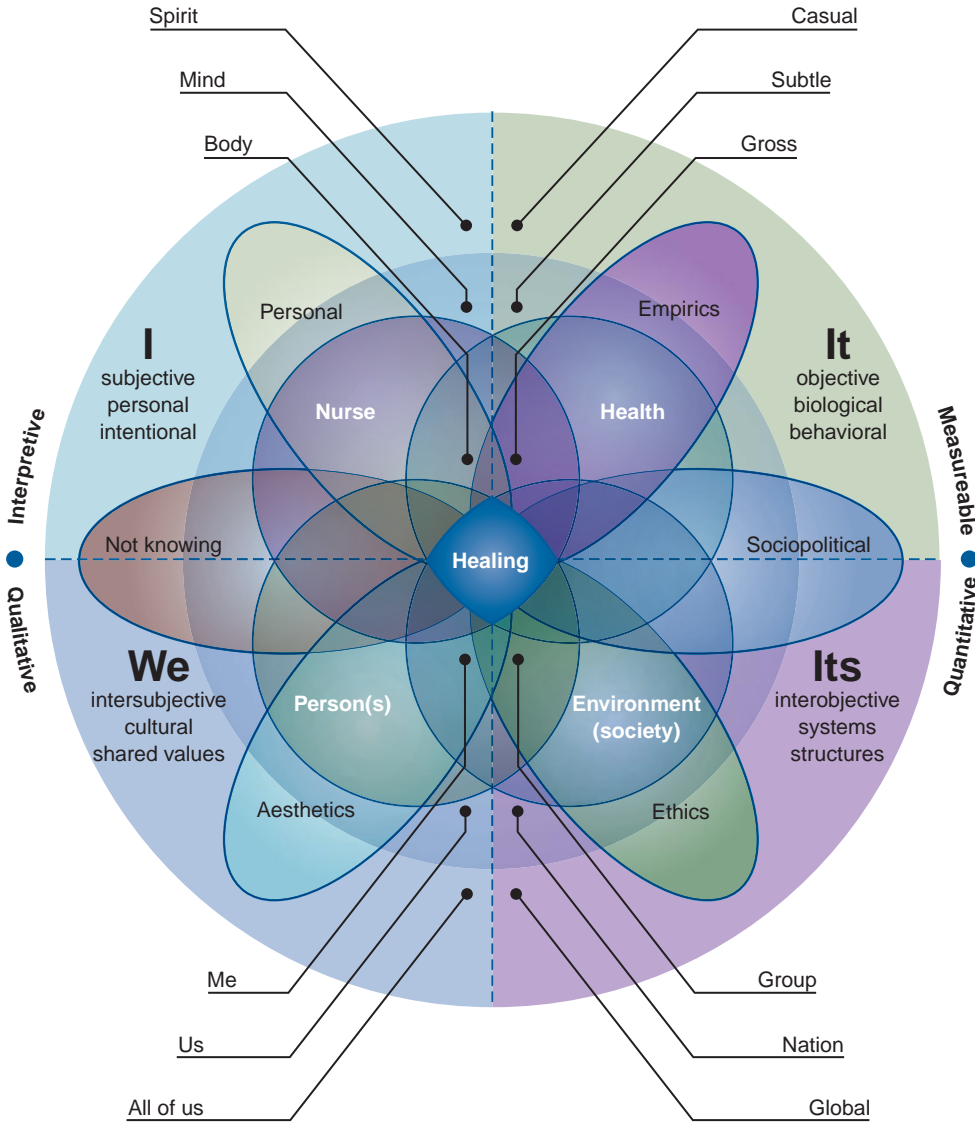 Spirit
Casual
Mind
Subtle
Body
Gross
Personal
Empirics
I
subjective
personal
intentional
It
objective
biological
behavioral
Nurse
Health
Interpretive
Measureable
Not knowing
Healing
Sociopolitical
Qualitative
Quantitative
We
intersubjective
cultural
shared values
Its
interobjective
systems
structures
Person(s)
Environment
(society)
Aesthetics
Ethics
Me
Group
Us
Nation
All of us
Global